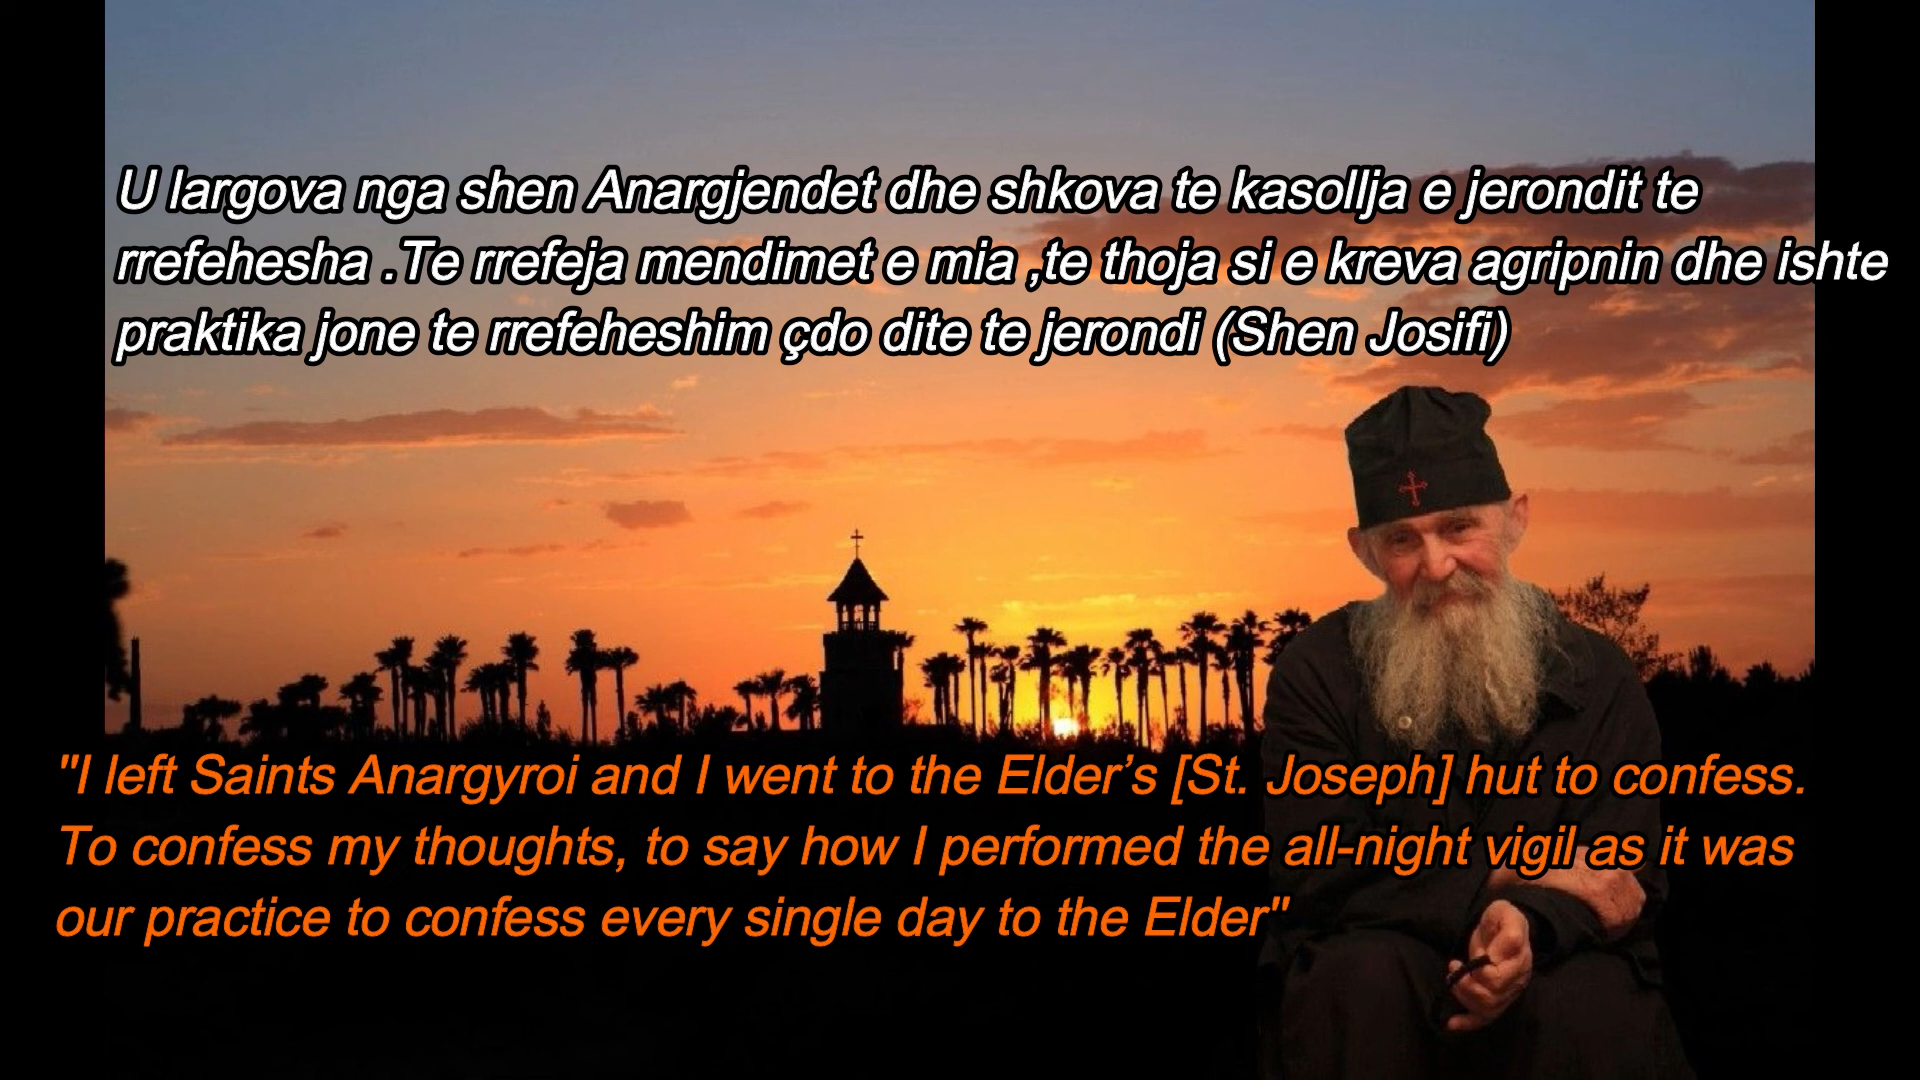 U largova nga shen Anargjendet dhe shkova te kasollja e jerondit te
rrefehesha .Te rrefeja mendimet e mia ,te thoja si e kreva agripnin dhe ishte
praktika jone te rrefeheshim çdo dite te jerondi (Shen Josifi)
"I left Saints Anargyroi and I went to the Elder’s [St. Joseph] hut to confess.
To confess my thoughts, to say how I performed the all-night vigil as it was
our practice to confess every single day to the Elder"